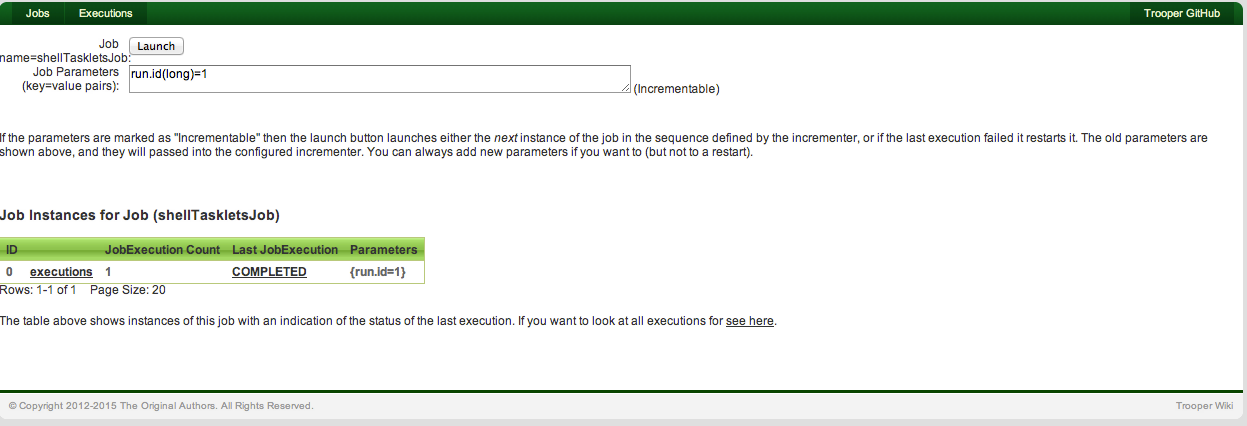 Jobs Executions Trooper GitHub
Job Launch
name=shellTaskletsJob:
Job Parameters run.id(long)=1
(key=value pairs): (Incrementable)
If the parameters are marked as "Incrementable" then the launch button launches either the next instance of the job in the sequence defined by the incrementer, or if the last execution failed it restarts it. The old parameters are
shown above, and they will passed into the configured incrementer. You can always add new parameters if you want to (but not to a restart).
Job Instances for Job (shellTaskletsJob)
ID JobExecution Count Last JobExecution Parameters
0 executions 1 COMPLETED {run.id=1}
Rows: 1-1 of 1 Page Size: 20
The table above shows instances of this job with an indication of the status of the last execution. If you want to look at all executions for see here.
© Copyright 2012-2015 The Original Authors. All Rights Reserved. Trooper Wiki